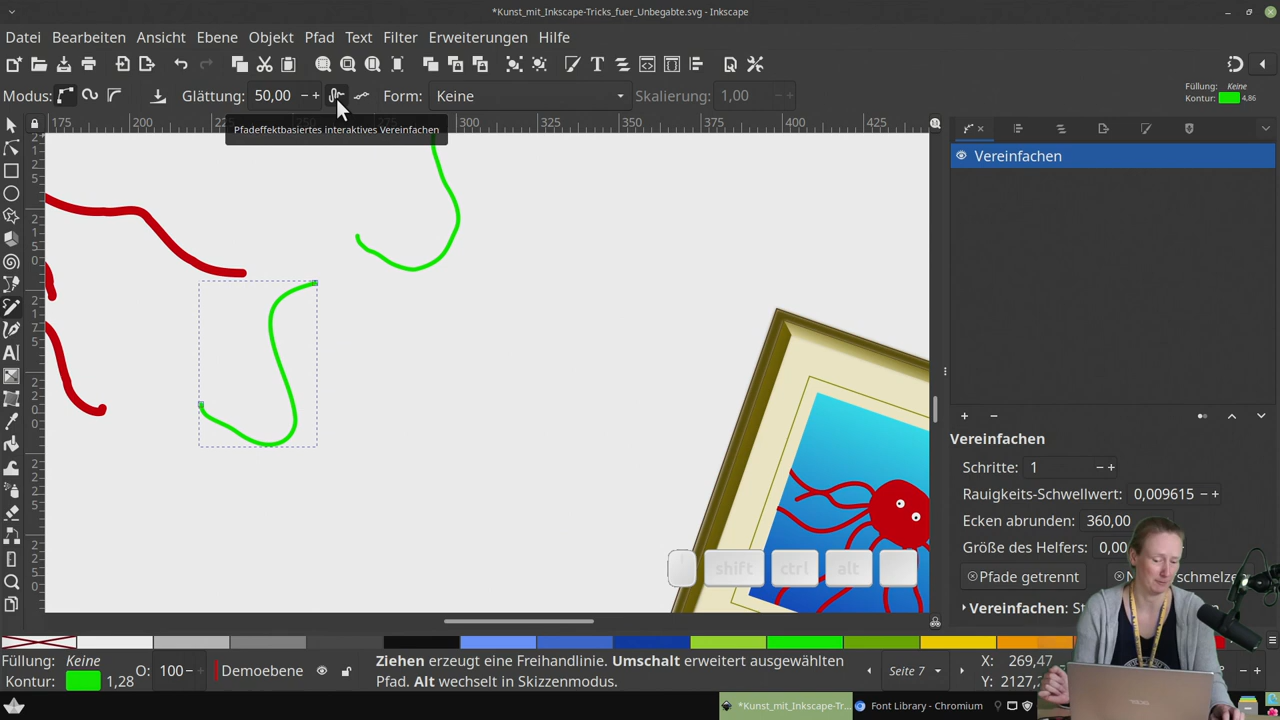 *Kunst_mit_Inkscape-Tricks_fuer_Unbegabte.svg - Inkscape
Datei Bearbeiten Ansicht Ebene Objekt Pfad Text Filter Erweiterungen Hilfe
Modus: Glättung: 50,00 Form: Keine Skalierung: 1,00
Füllung: Keine
Kontur: 4,86
Pfadeffektbasiertes interaktives Vereinfachen
175 300 325 350 375 400 425
Vereinfachen
Vereinfachen
Schritte: 1
Rauigkeits-Schwellwert: 0,009615
Ecken abrunden: 360,00
Größe des Helfers: 0,00
Pfade getrennt
Vereinfachen:
shift ctrl alt
Füllung: Keine O: 100
Kontur: 1,28
Demoebene
Ziehen erzeugt eine Freihandlinie. Umschalt erweitert ausgewählten
Pfad. Alt wechselt in Skizzenmodus.
Seite 7
X: 269,47
Y: 2127,
*Kunst_mit_Inkscape-Tr... Font Library - Chromium